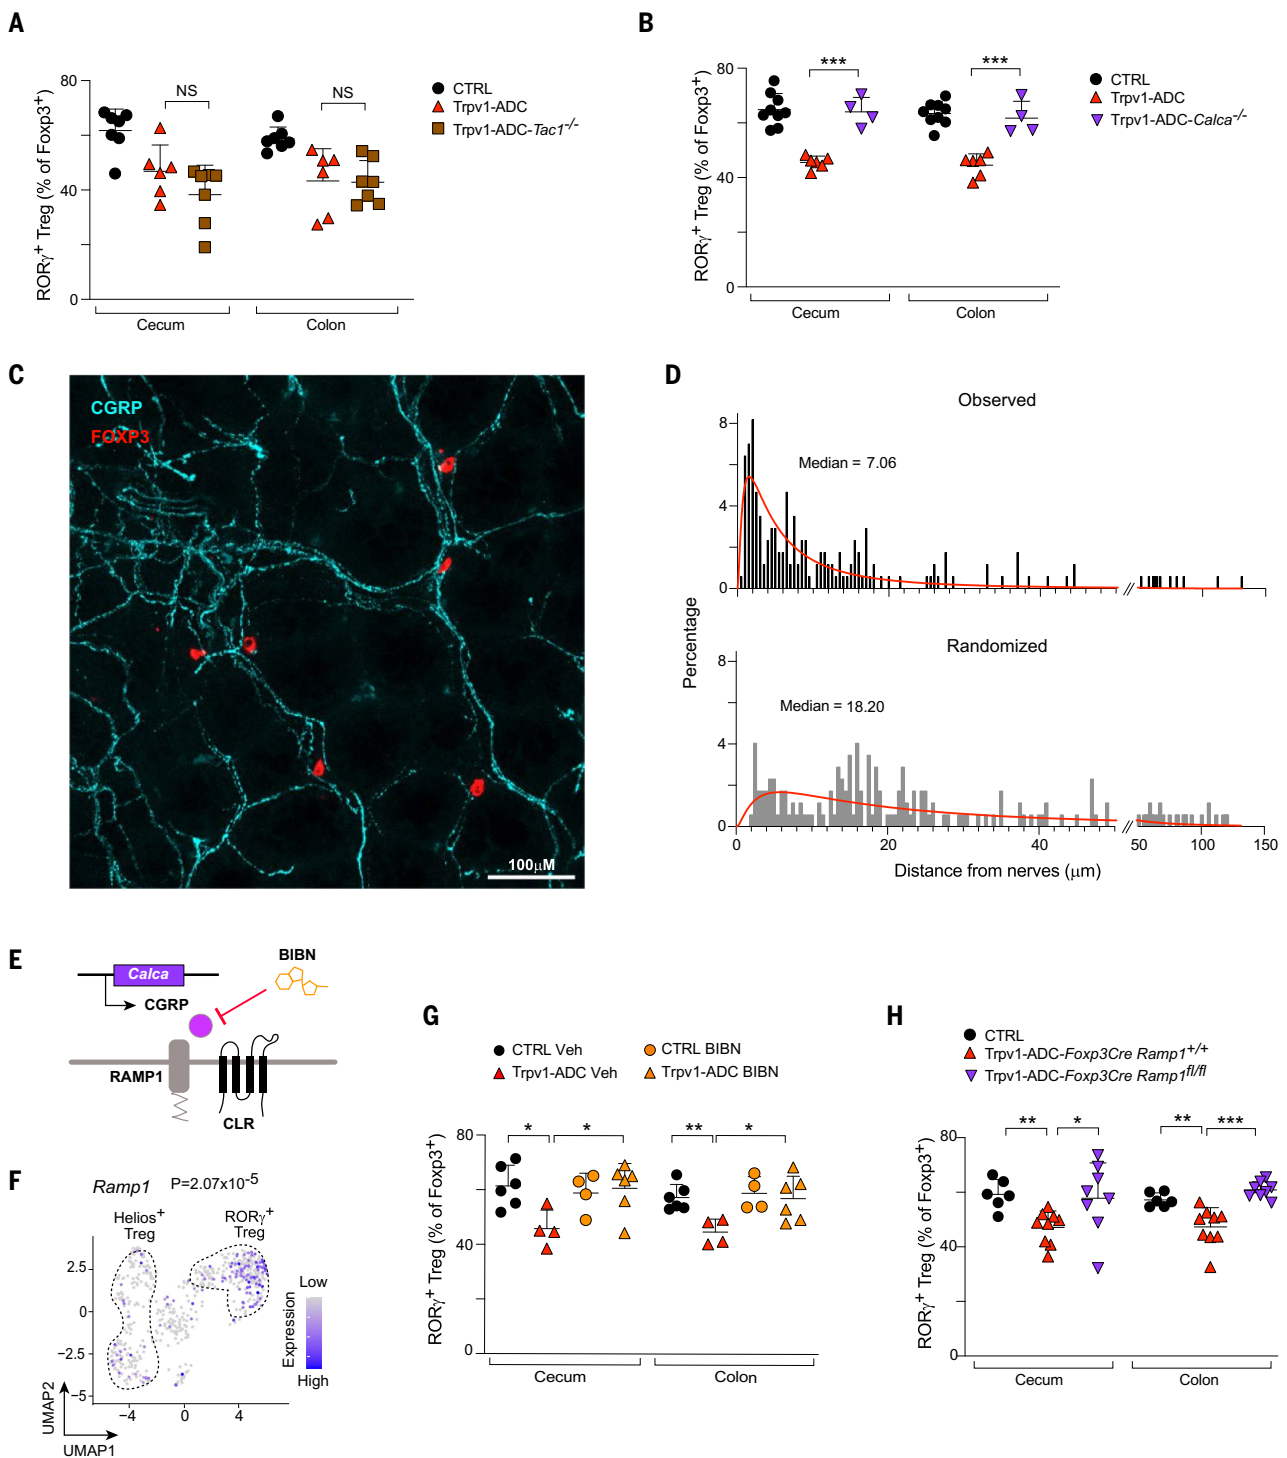 A
80
40
0
RORγ+ Treg (% of Foxp3+)
NS
NS
Cecum
Colon
CTRL
Trpv1-ADC
Trpv1-ADC-Tac1-/-
B
80
40
0
RORγ+ Treg (% of Foxp3+)
***
***
Cecum
Colon
CTRL
Trpv1-ADC
Trpv1-ADC-Calca-/-
C
CGRP
FOXP3
100μM
D
Observed
Median = 7.06
8
4
0
Percentage
Randomized
Median = 18.20
8
4
0
0
20
40
50
100
150
Distance from nerves (μm)
E
Calca
CGRP
BIBN
RAMP1
CLR
F
Ramp1
P=2.07x10-5
Helios+
Treg
RORγ+
Treg
2.5
0
−2.5
−5
−4
0
4
UMAP2
UMAP1
Low
Expression
High
G
CTRL Veh
CTRL BIBN
Trpv1-ADC Veh
Trpv1-ADC BIBN
80
40
0
RORγ+ Treg (% of Foxp3+)
*
*
**
*
Cecum
Colon
H
CTRL
Trpv1-ADC-Foxp3Cre Ramp1+/+
Trpv1-ADC-Foxp3Cre Ramp1fl/fl
80
40
0
RORγ+ Treg (% of Foxp3+)
**
*
**
***
Cecum
Colon